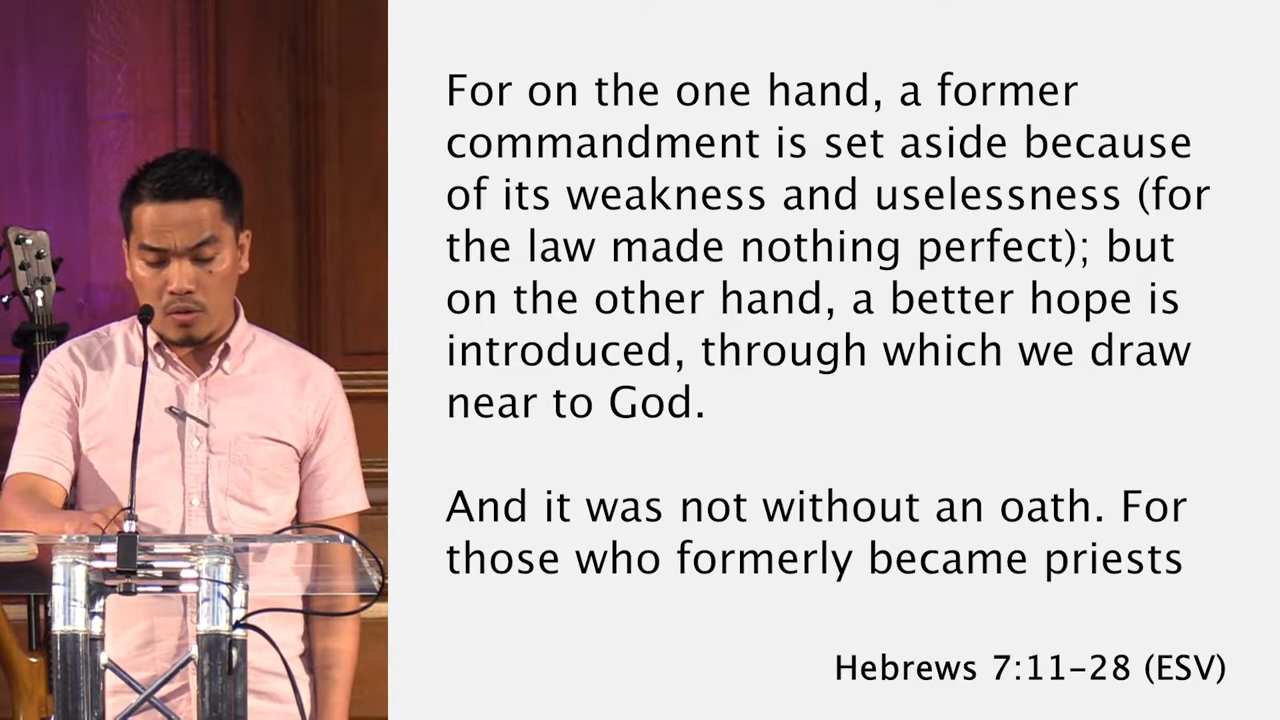 For on the one hand, a former
commandment is set aside because
of its weakness and uselessness (for
the law made nothing perfect); but
on the other hand, a better hope is
introduced, through which we draw
near to God.
And it was not without an oath. For
those who formerly became priests
Hebrews 7:11-28 (ESV)